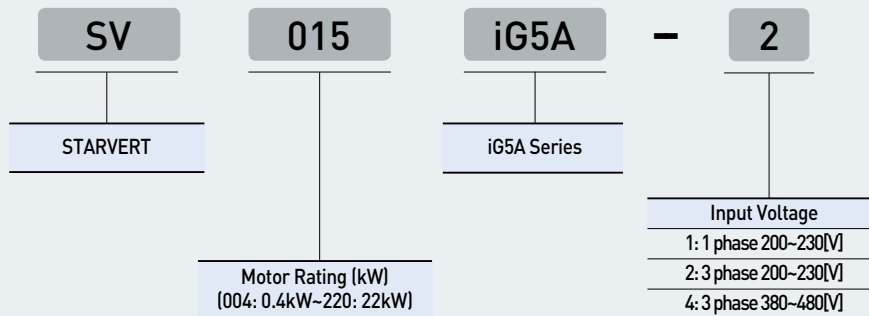 SV 015 iG5A - 2
STARVERT
iG5A Series
Motor Rating (kW)
(004: 0.4kW~220: 22kW)
Input Voltage
1: 1 phase 200~230[V]
2: 3 phase 200~230[V]
4: 3 phase 380~480[V]